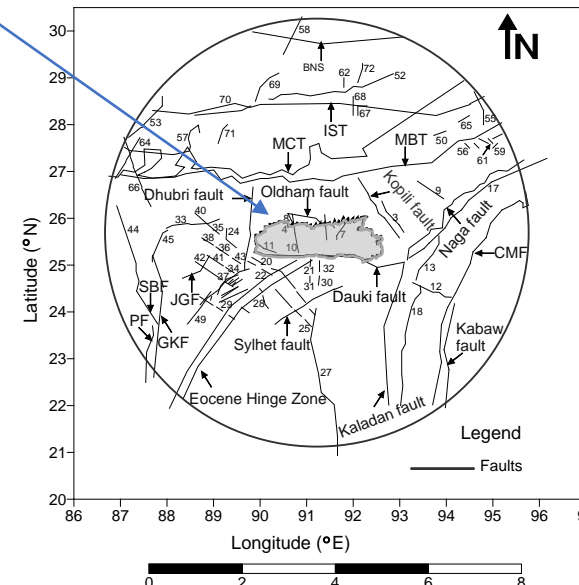 30
29
28
27
26
25
24
23
22
21
20
Latitude (°N)
86 87 88 89 90 91 92 93 94 95 96
Longitude (°E)
0 2 4 6 8
N
58
BNS
62 72 52
69
70 68
67
53 IST
55
65
64 57 71 MCT MBT 50
56 59
61
66 Dhubri fault Oldham fault Kopili fault 9 17
40
44 33 35 24 4 3 Naga fault
45 38 36 11 10 7 CMF
42 41 43 20
34 22 21 32 13
SBF 37 31 30 12
JGF 29 28 Dauki fault
PF 49 18
GKF 25 Kabaw
Sylhet fault fault
27
Eocene Hinge Zone
Kaladan fault
Legend
Faults